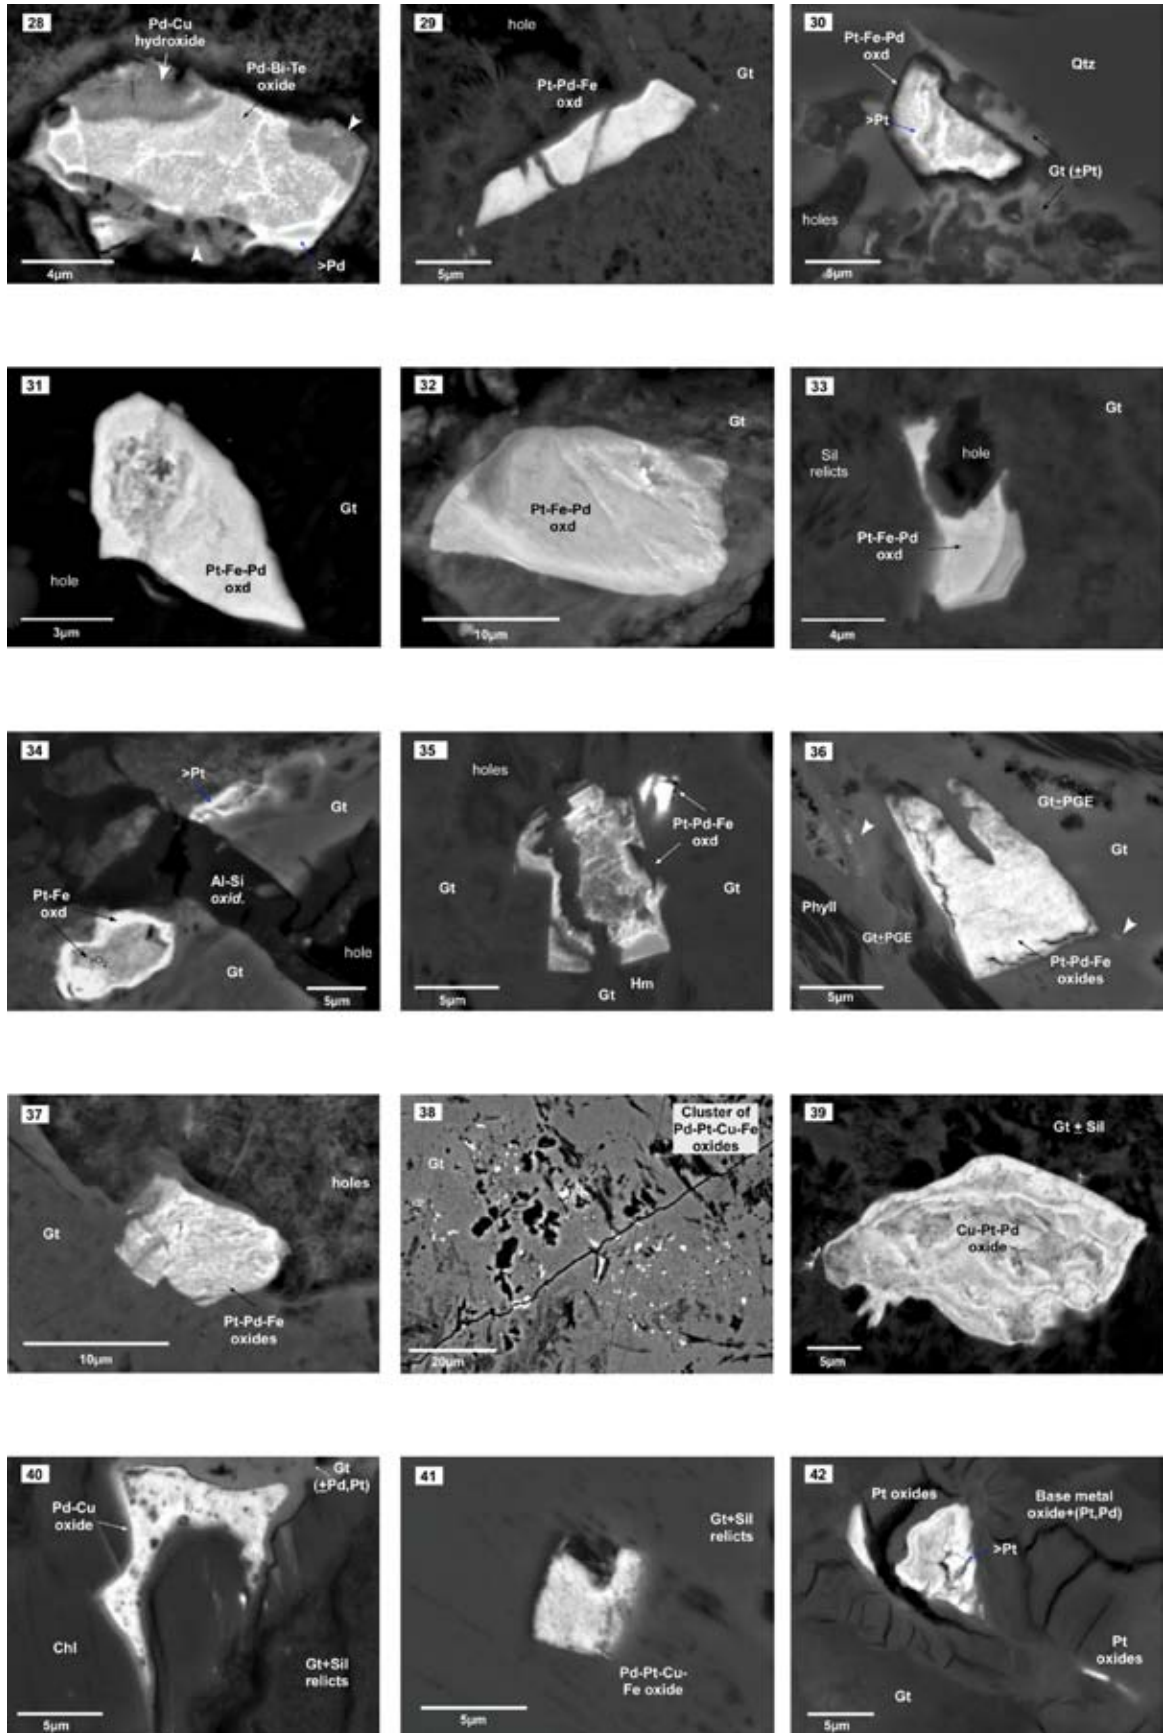 28
Pd-Cu
hydroxide
Pd-Bi-Te
oxide
>Pd
4µm
29
hole
Gt
Pt-Pd-Fe
oxd
5µm
30
Pt-Fe-Pd
oxd
Qtz
>Pt
Gt (±Pt)
holes
5µm
31
Gt
Pt-Fe-Pd
oxd
hole
3µm
32
Gt
Pt-Fe-Pd
oxd
10µm
33
Gt
Sil
relicts
hole
Pt-Fe-Pd
oxd
4µm
34
>Pt
Gt
Al-Si
oxid.
Pt-Fe
oxd
hole
Gt
5µm
35
holes
Pt-Pd-Fe
oxd
Gt
Gt
5µm
Hm
Gt
36
Gt±PGE
Gt
Phyll
Gt±PGE
Pt-Pd-Fe
oxides
5µm
37
holes
Gt
Pt-Pd-Fe
oxides
10µm
38
Cluster of
Pd-Pt-Cu-Fe
oxides
Gt
20µm
39
Gt ± Sil
Cu-Pt-Pd
oxide
5µm
40
Gt
(±Pd,Pt)
Pd-Cu
oxide
Chl
Gt+Sil
relicts
5µm
41
Gt+Sil
relicts
Pd-Pt-Cu-
Fe oxide
5µm
42
Pt oxides
Base metal
oxide+(Pt,Pd)
>Pt
Pt
oxides
Gt
5µm